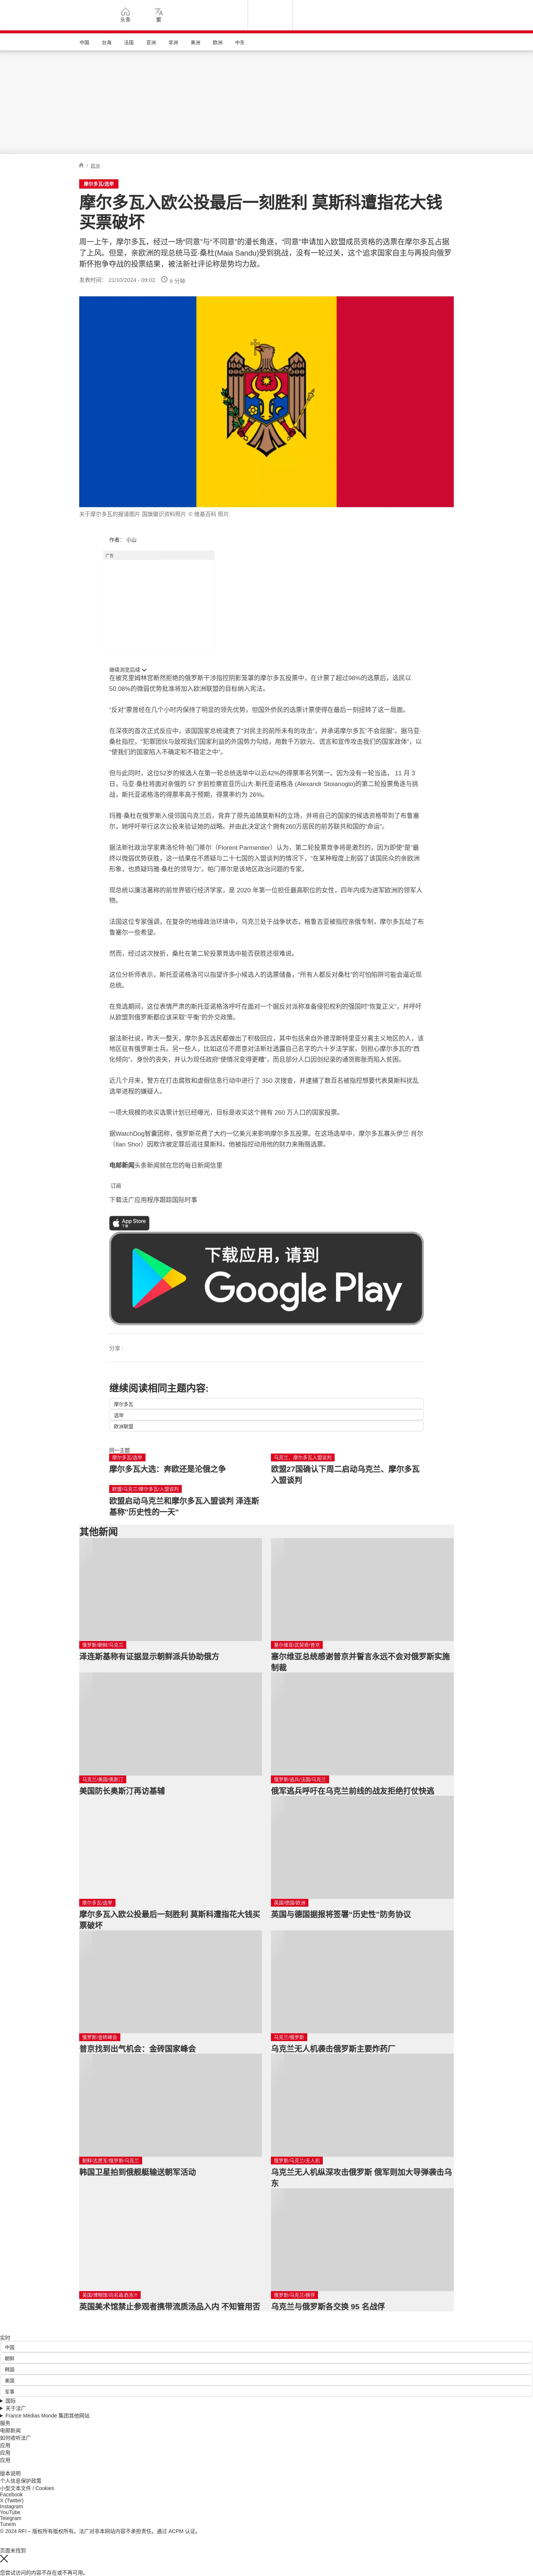 头条
繁
中国
台海
法国
亚洲
非洲
美洲
欧洲
中东
/ 欧洲
摩尔多瓦/选举
摩尔多瓦入欧公投最后一刻胜利 莫斯科遭指花大钱
买票破坏
周一上午，摩尔多瓦，经过一场“同意”与“不同意”的漫长角逐，“同意”申请加入欧盟成员资格的选票在摩尔多瓦占据
了上风。但是，亲欧洲的现总统马亚·桑杜(Maia Sandu)受到挑战，没有一轮过关，这个追求国家自主与再投向俄罗
斯怀抱争夺战的投票结果，被法新社评论称是势均力敌。
发表时间： 21/10/2024 - 09:02 9 分钟
关于摩尔多瓦的报道图片 国旗徽识资料照片 © 维基百科 照片
作者： 小山
广告
继续浏览后续
在被克里姆林宫断然拒绝的俄罗斯干涉指控阴影笼罩的摩尔多瓦投票中，在计票了超过98%的选票后，选民以
50.08%的微弱优势批准将加入欧洲联盟的目标纳入宪法。
“反对”票曾经在几个小时内保持了明显的领先优势，但国外侨民的选票计票使得在最后一刻扭转了这一局面。
在深夜的首次正式反应中，该国国家总统谴责了“对民主的前所未有的攻击”，并承诺摩尔多瓦“不会屈服”。据马亚·
桑杜指控，“犯罪团伙与敌视我们国家利益的外国势力勾结，用数千万欧元、谎言和宣传攻击我们的国家政体”，以
“使我们的国家陷入不确定和不稳定之中”。
但与此同时，这位52岁的候选人在第一轮总统选举中以近42%的得票率名列第一。因为没有一轮当选， 11 月 3
日，马亚·桑杜将面对亲俄的 57 岁前检察官亚历山大·斯托亚诺格洛 (Alexandr Stoianoglo)的第二轮投票角逐与挑
战，斯托亚诺格洛的得票率高于预期，得票率约为 26%。
玛雅·桑杜在俄罗斯入侵邻国乌克兰后，背弃了原先追随莫斯科的立场，并将自己的国家的候选资格带到了布鲁塞
尔，她呼吁举行这次公投来验证她的战略。并由此决定这个拥有260万居民的前苏联共和国的“命运”。
据法新社政治学家弗洛伦特·帕门蒂尔（Florent Parmentier）认为，第二轮投票竞争将是激烈的，因为即使“是”最
终以微弱优势获胜，这一结果在不质疑与二十七国的入盟谈判的情况下，“在某种程度上削弱了该国民众的亲欧洲
形象，也质疑玛雅·桑杜的领导力”。帕门蒂尔是该地区政治问题的专家。
现总统以廉洁著称的前世界银行经济学家，是 2020 年第一位担任最高职位的女性，四年内成为进军欧洲的领军人
物。
法国这位专家强调，在复杂的地缘政治环境中，乌克兰处于战争状态，格鲁吉亚被指控亲俄专制，摩尔多瓦给了布
鲁塞尔一些希望。
然而，经过这次挫折，桑杜在第二轮投票竞选中能否获胜还很难说。
这位分析师表示，斯托亚诺格洛可以指望许多小候选人的选票储备，“所有人都反对桑杜”的可怕陷阱可能会逼近现
总统。
在竞选期间，这位表情严肃的斯托亚诺格洛呼吁在面对一个据反对派称准备侵犯权利的强国时“恢复正义”，并呼吁
从欧盟到俄罗斯都应该采取“平衡”的外交政策。
据法新社说，昨天一整天，摩尔多瓦选民都做出了积极回应，其中包括来自外德涅斯特里亚分离主义地区的人，该
地区驻有俄罗斯士兵。另一些人，比如这位不愿意对法新社透露自己名字的六十岁法学家，则担心摩尔多瓦的“西
化倾向”，身份的丧失，并认为现任政府“使情况变得更糟”，而且部分人口因创纪录的通货膨胀而陷入贫困。
近几个月来，警方在打击腐败和虚假信息行动中进行了 350 次搜查，并逮捕了数百名被指控想要代表莫斯科扰乱
选举进程的嫌疑人。
一项大规模的收买选票计划已经曝光，目标是收买这个拥有 260 万人口的国家投票。
据WatchDog智囊团称，俄罗斯花费了大约一亿美元来影响摩尔多瓦投票。在这场选举中，摩尔多瓦寡头伊兰·肖尔
（Ilan Shor）因欺诈被定罪后逃往莫斯科。他被指控动用他的财力来贿赂选票。
电邮新闻头条新闻就在您的每日新闻信里
订阅
下载法广应用程序跟踪国际时事
App Store
下载
下载应用，请到
Google Play
分享 :
继续阅读相同主题内容:
摩尔多瓦
选举
欧洲联盟
同一主题
摩尔多瓦/选举
摩尔多瓦大选：奔欧还是沦俄之争
乌克兰、摩尔多瓦入盟谈判
欧盟27国确认下周二启动乌克兰、摩尔多瓦
入盟谈判
欧盟/乌克兰/摩尔多瓦/入盟谈判
欧盟启动乌克兰和摩尔多瓦入盟谈判 泽连斯
基称“历史性的一天”
其他新闻
俄罗斯/朝鲜/乌克兰
泽连斯基称有证据显示朝鲜派兵协助俄方
塞尔维亚/武契奇/普京
塞尔维亚总统感谢普京并誓言永远不会对俄罗斯实施
制裁
乌克兰/美国/奥斯汀
美国防长奥斯汀再访基辅
俄罗斯/逃兵/法国/乌克兰
俄军逃兵呼吁在乌克兰前线的战友拒绝打仗快逃
摩尔多瓦/选举
摩尔多瓦入欧公投最后一刻胜利 莫斯科遭指花大钱买
票破坏
英国/德国/欧洲
英国与德国据报将签署“历史性”防务协议
俄罗斯/金砖峰会
普京找到出气机会：金砖国家峰会
乌克兰/俄罗斯
乌克兰无人机袭击俄罗斯主要炸药厂
朝鲜/志愿军/俄罗斯/乌克兰
韩国卫星拍到俄舰艇输送朝军活动
俄罗斯/乌克兰/无人机
乌克兰无人机纵深攻击俄罗斯 俄军则加大导弹袭击乌
东
英国美术馆禁止参观者携带流质汤品入内 不知管用否
俄罗斯/乌克兰/换俘
乌克兰与俄罗斯各交换 95 名战俘
实时
中国
朝鲜
韩国
美国
军事
国际
关于法广
France Médias Monde 集团其他网站
服务
电邮新闻
如何收听法广
应用
应用
应用
版本说明
个人信息保护政策
小型文本文件 / Cookies
Facebook
X (Twitter)
Instagram
YouTube
Telegram
TuneIn
© 2024 RFI – 版权所有版权所有。法广对非本网站内容不承担责任。通过 ACPM 认证。
页面未找到
您尝试访问的内容不存在或不再可用。